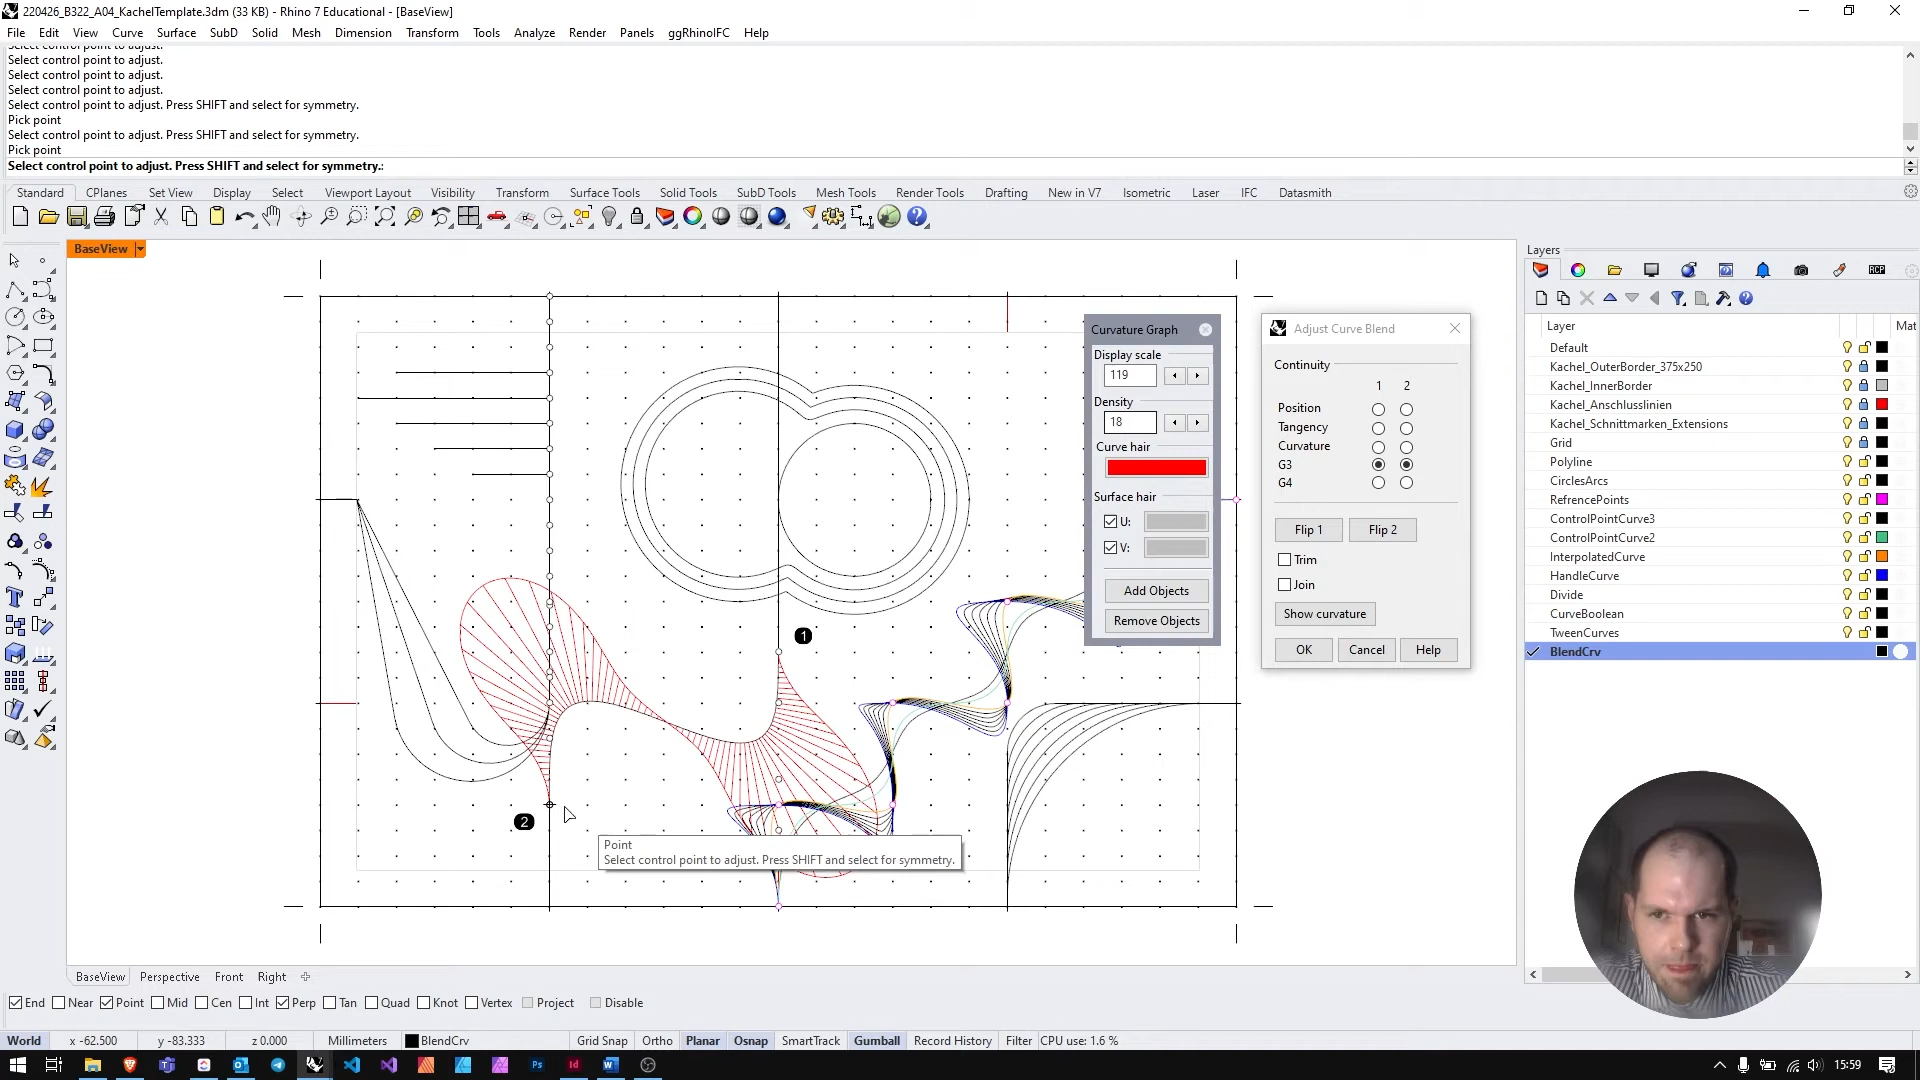 220426_B322_A04_KachelTemplate.3dm (33 KB) - Rhino 7 Educational - [BaseView]
File Edit View Curve Surface SubD Solid Mesh Dimension Transform Tools Analyze Render Panels ggRhinoIFC Help
Select control point to adjust.
Select control point to adjust.
Select control point to adjust.
Select control point to adjust.
Select control point to adjust. Press SHIFT and select for symmetry.
Pick point
Select control point to adjust. Press SHIFT and select for symmetry.
Pick point
Select control point to adjust. Press SHIFT and select for symmetry.:
Standard CPlanes Set View Display Select Viewport Layout Visibility Transform Surface Tools Solid Tools SubD Tools Mesh Tools Render Tools Drafting New in V7 Isometric Laser IFC Datasmith
BaseView
Curvature Graph
Display scale
119
Density
18
Curve hair
Surface hair
U:
V:
Add Objects
Remove Objects
Adjust Curve Blend
Continuity
1 2
Position
Tangency
Curvature
G3
G4
Flip 1 Flip 2
Trim
Join
Show curvature
OK Cancel Help
1
2
Point
Select control point to adjust. Press SHIFT and select for symmetry.
Layers
RCP
Layer Mat
Default
Kachel_OuterBorder_375x250
Kachel_InnerBorder
Kachel_Anschlusslinien
Kachel_Schnittmarken_Extensions
Grid
Polyline
CirclesArcs
RefrencePoints
ControlPointCurve3
ControlPointCurve2
InterpolatedCurve
HandleCurve
Divide
CurveBoolean
TweenCurves
BlendCrv
BaseView Perspective Front Right
End Near Point Mid Cen Int Perp Tan Quad Knot Vertex Project Disable
World x -62.500 y -83.333 z 0.000 Millimeters BlendCrv Grid Snap Ortho Planar Osnap SmartTrack Gumball Record History Filter CPU use: 1.6 %
Ps Id 15:59